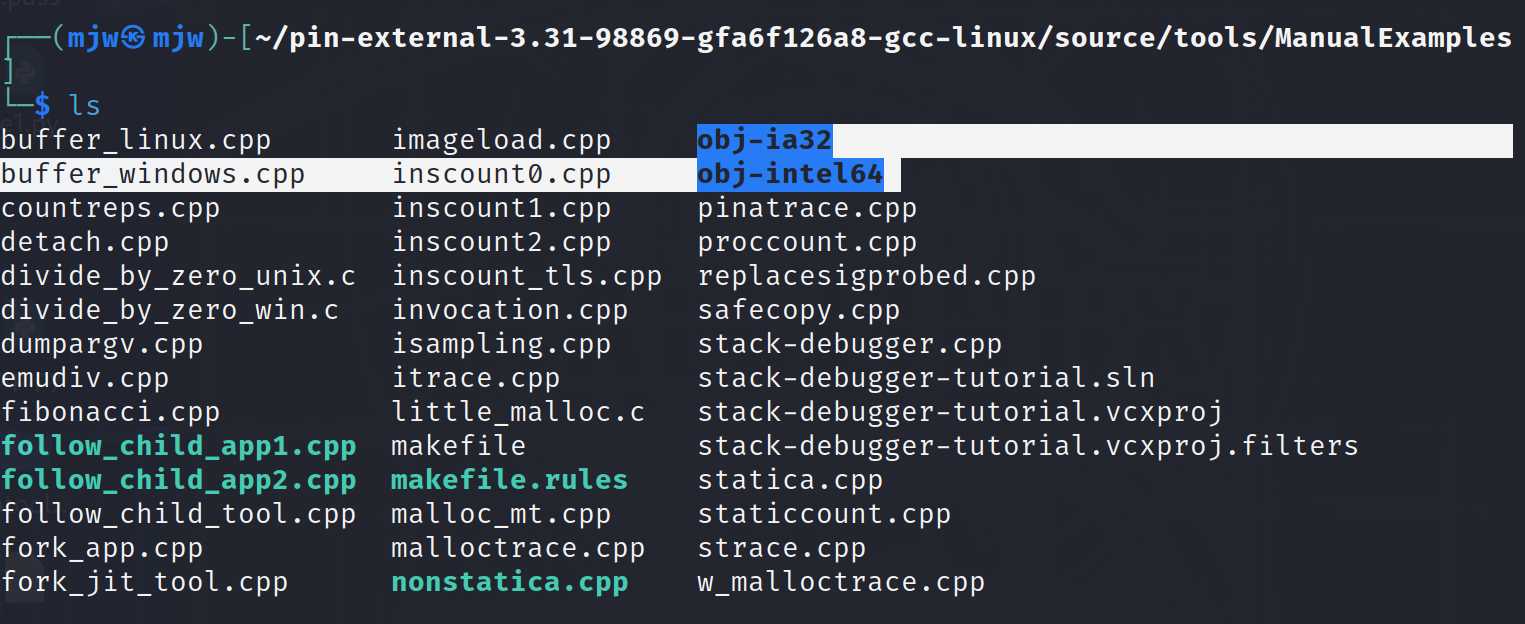 ┌──(mjw㉿mjw)-[~/pin-external-3.31-98869-gfa6f126a8-gcc-linux/source/tools/ManualExamples
]
└─$ ls
buffer_linux.cpp       imageload.cpp     obj-ia32
buffer_windows.cpp     inscount0.cpp     obj-intel64
countreps.cpp          inscount1.cpp     pinatrace.cpp
detach.cpp             inscount2.cpp     proccount.cpp
divide_by_zero_unix.c  inscount_tls.cpp  replacesigprobed.cpp
divide_by_zero_win.c   invocation.cpp    safecopy.cpp
dumpargv.cpp           isampling.cpp     stack-debugger.cpp
emudiv.cpp             itrace.cpp        stack-debugger-tutorial.sln
fibonacci.cpp          little_malloc.c   stack-debugger-tutorial.vcxproj
follow_child_app1.cpp  makefile          stack-debugger-tutorial.vcxproj.filters
follow_child_app2.cpp  makefile.rules    statica.cpp
follow_child_tool.cpp  malloc_mt.cpp     staticcount.cpp
fork_app.cpp           malloctrace.cpp   strace.cpp
fork_jit_tool.cpp      nonstatica.cpp    w_malloctrace.cpp